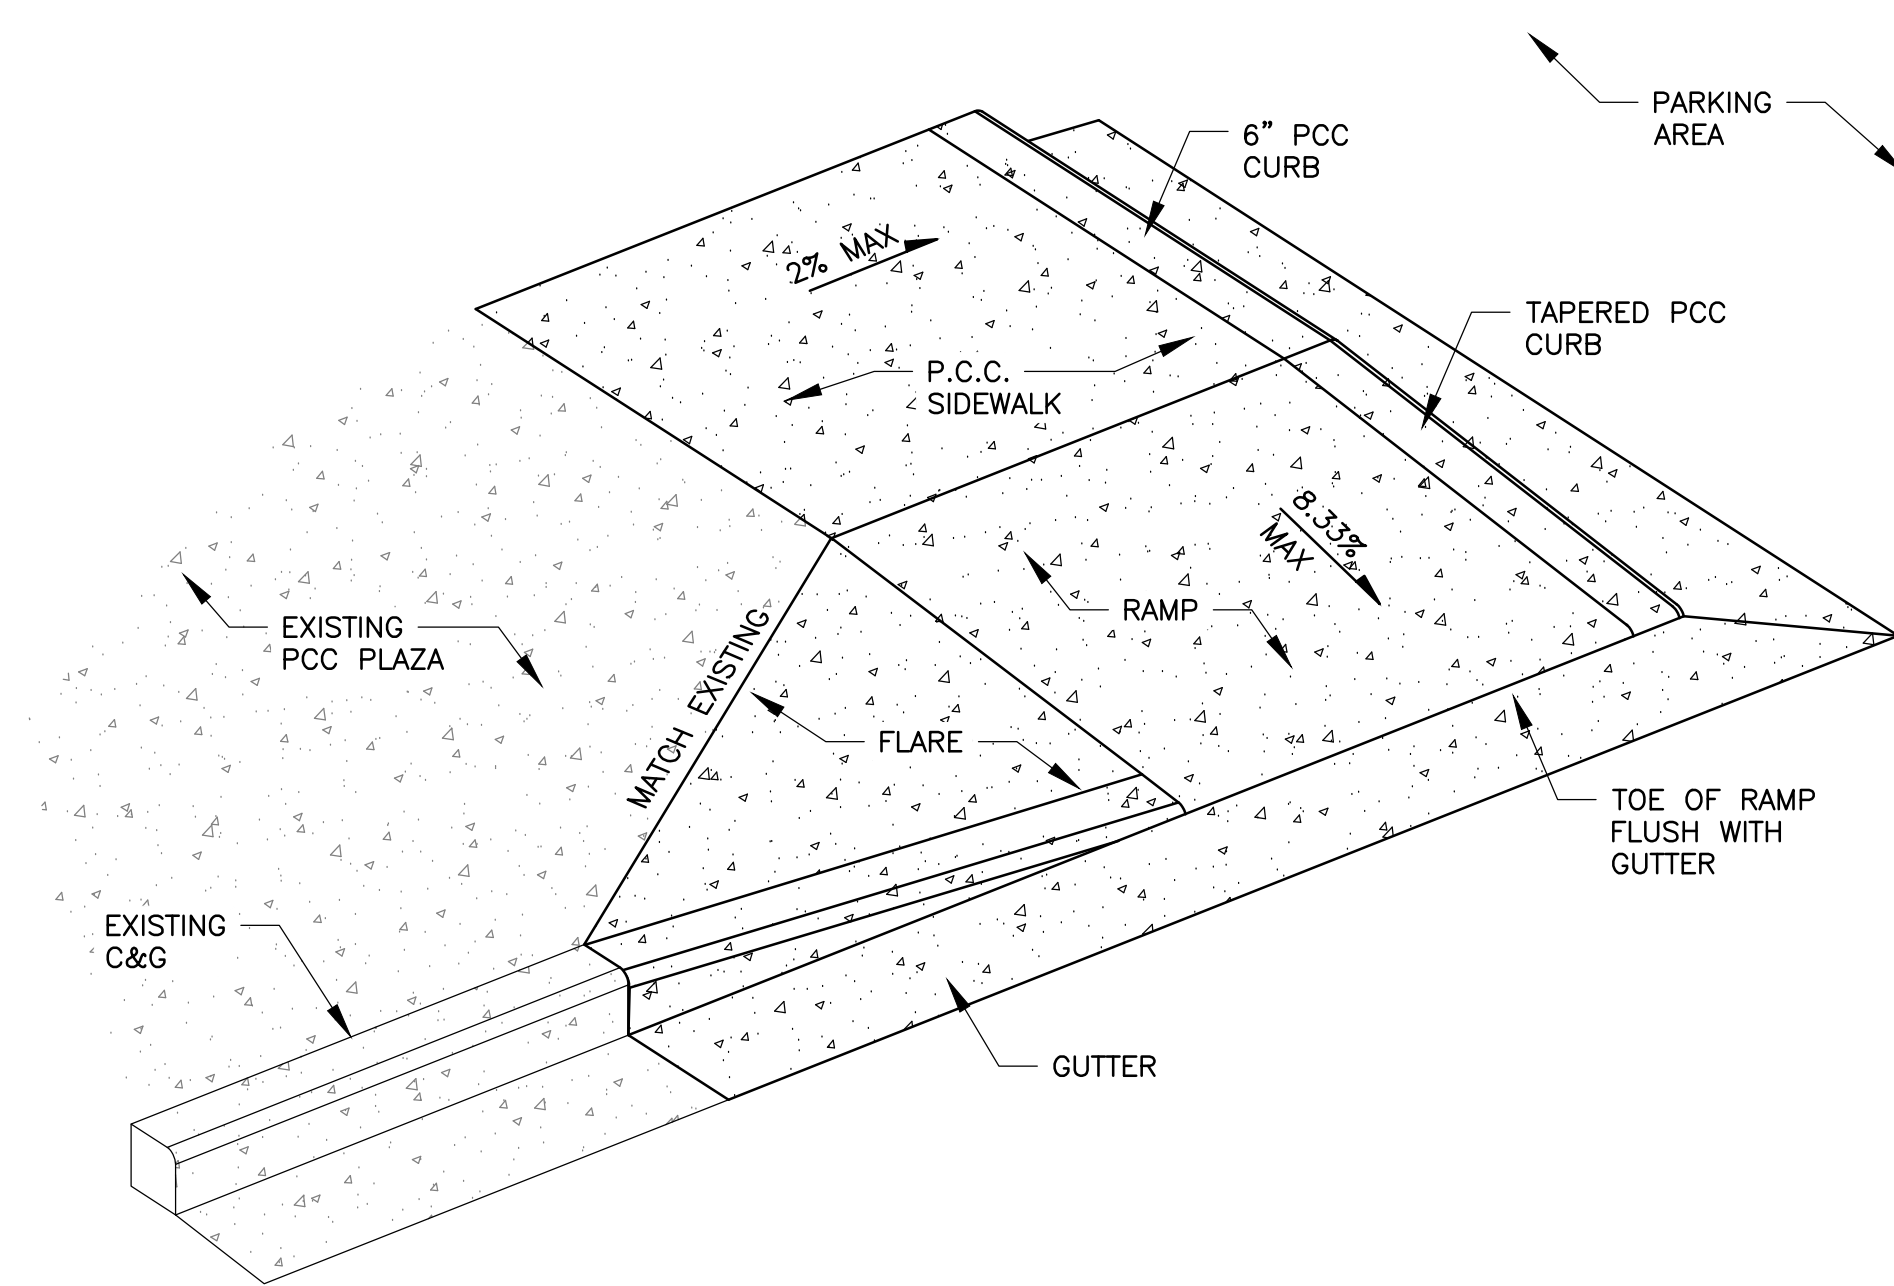 PARKING
AREA
6” PCC
CURB
2% MAX
TAPERED PCC
CURB
P.C.C.
SIDEWALK
8.33%
MAX
RAMP
EXISTING
PCC PLAZA
MATCH EXISTING
FLARE
TOE OF RAMP
FLUSH WITH
GUTTER
EXISTING
C&G
GUTTER